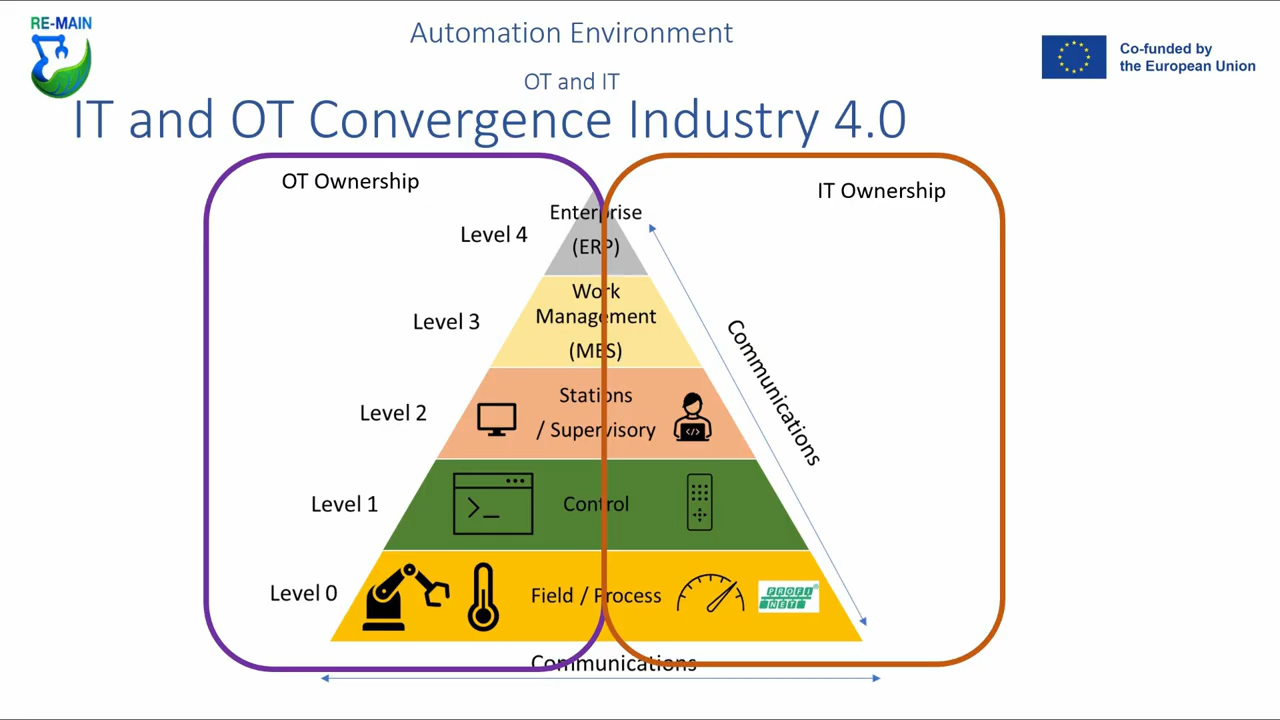 RE-MAIN
Automation Environment
Co-funded by
the European Union
OT and IT
IT and OT Convergence Industry 4.0
OT Ownership
IT Ownership
Enterprise
(ERP)
Level 4
Work
Management
(MES)
Level 3
Communications
Stations
/ Supervisory
Level 2
</>
Level 1
>_
Control
Level 0
Field / Process
PROFI
NET
Communications